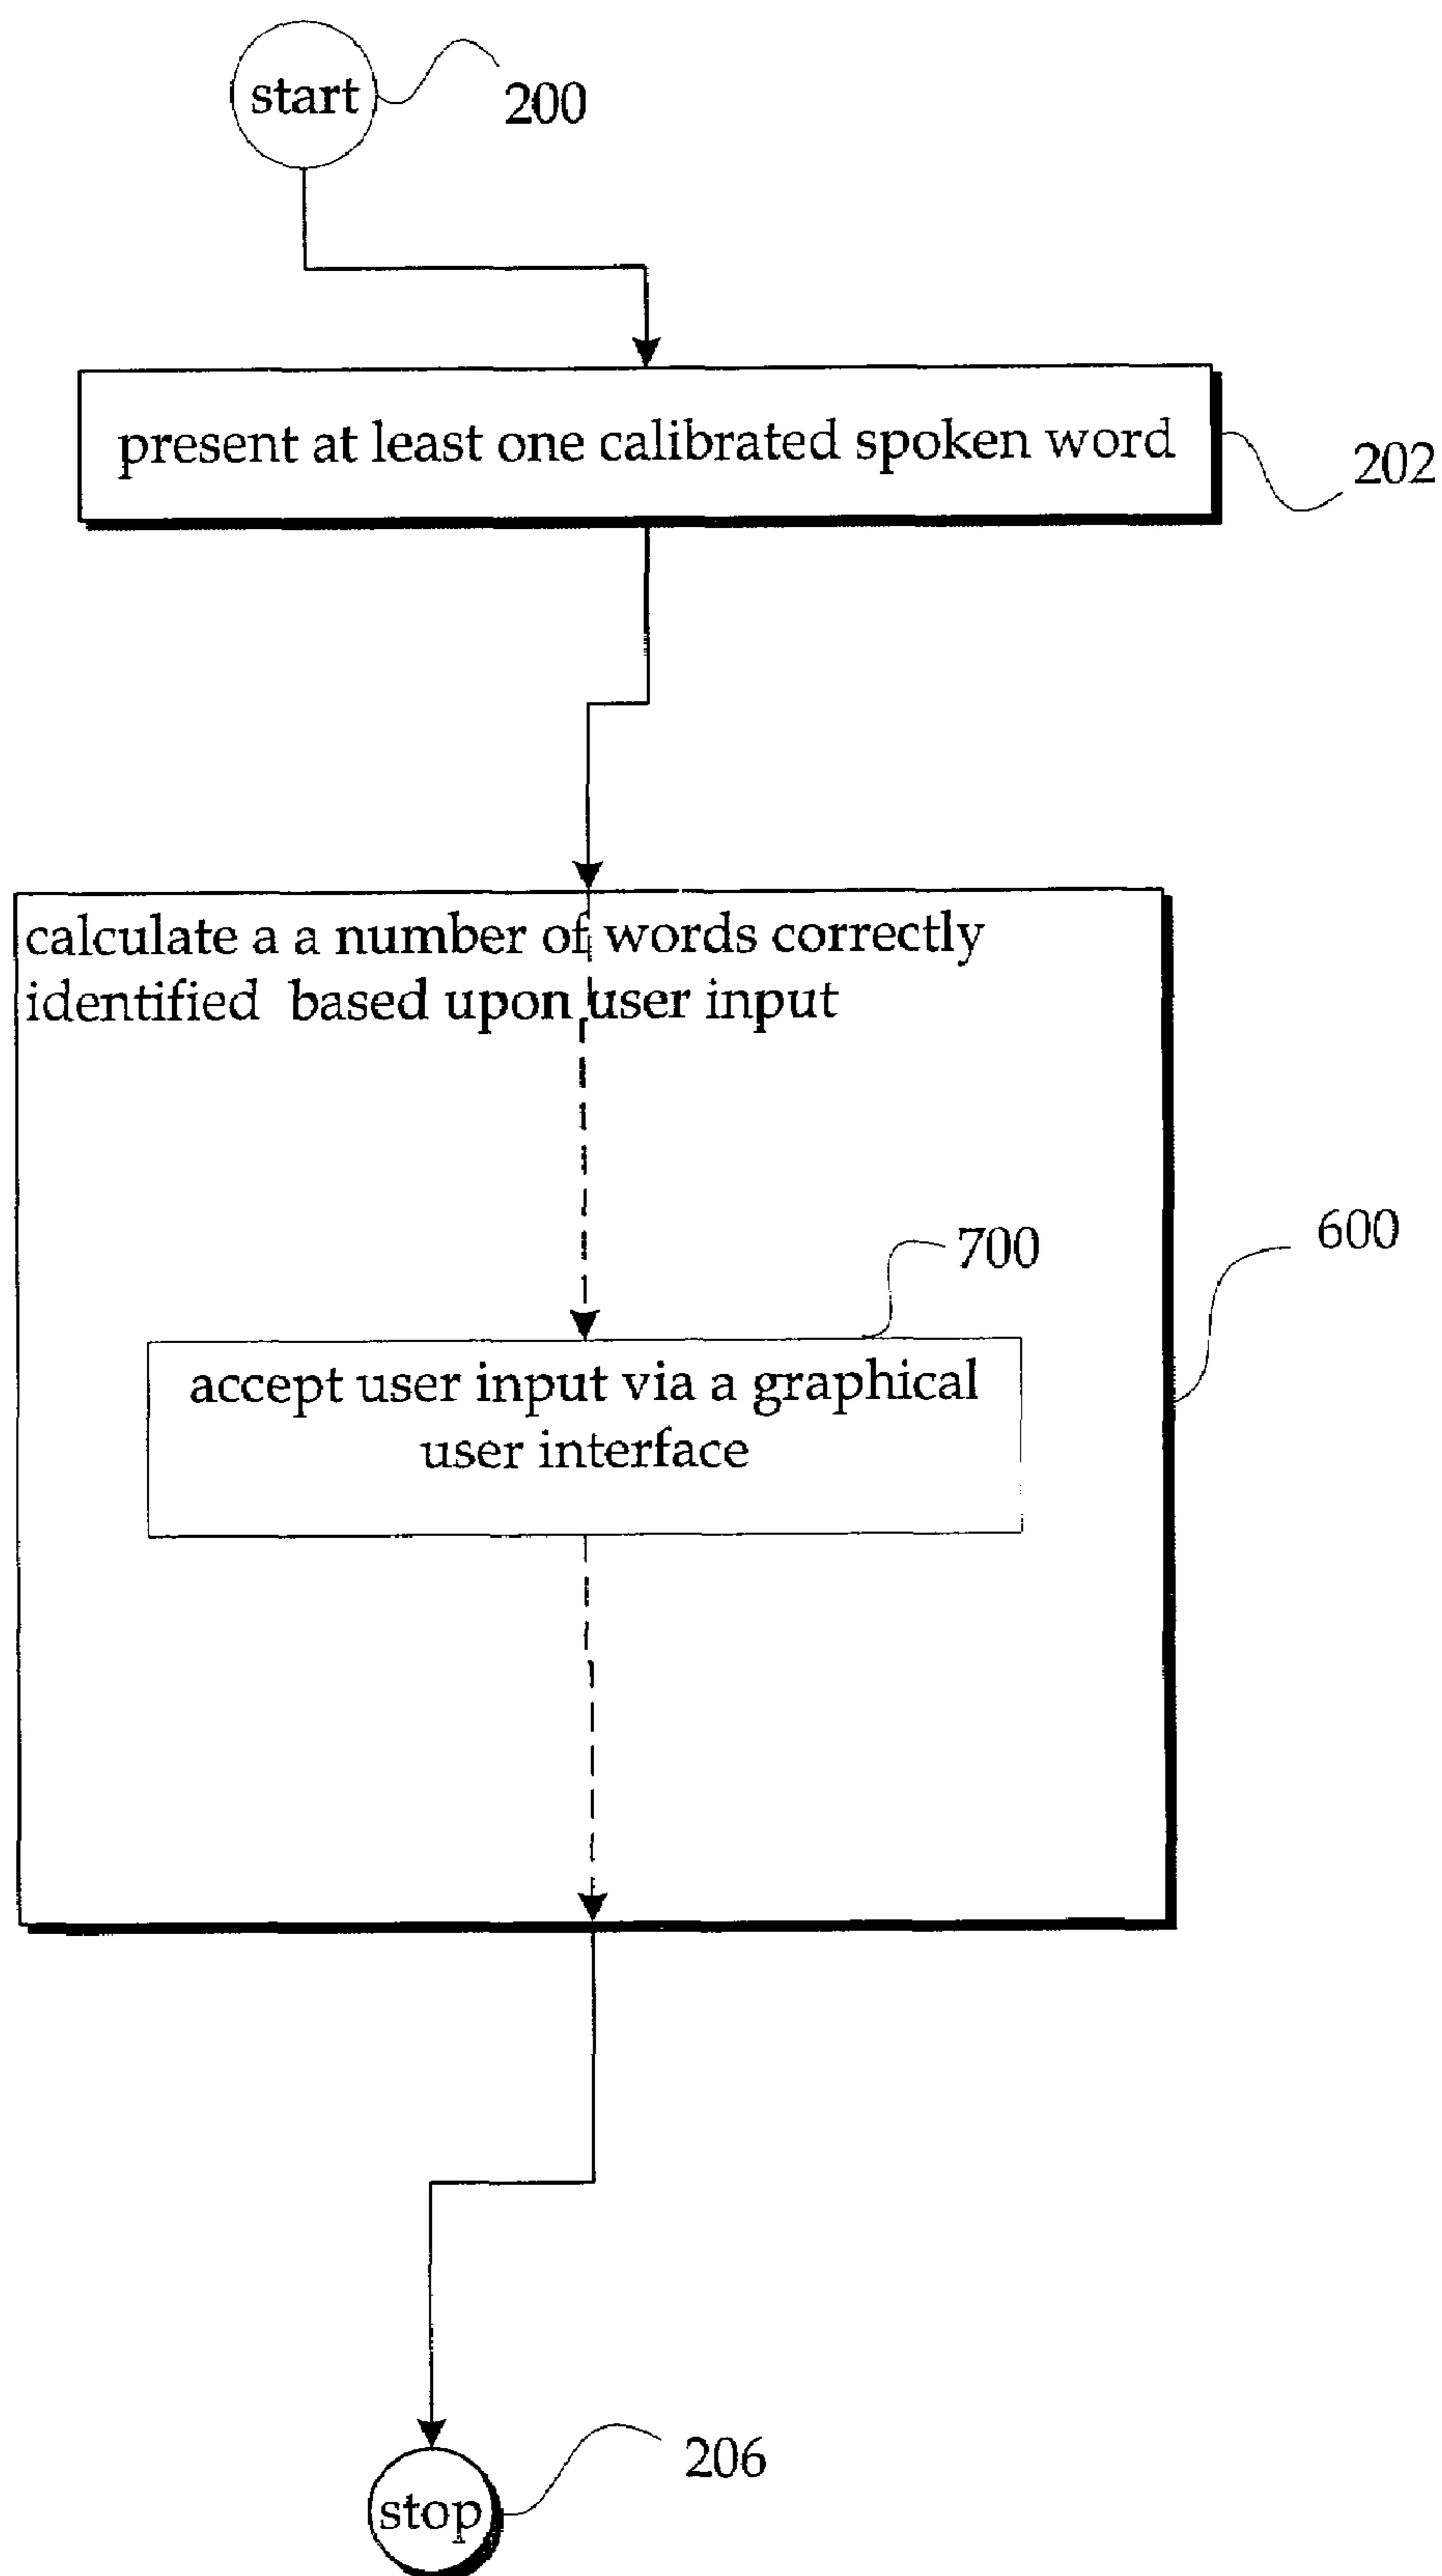 start
200
present at least one calibrated spoken word
202
calculate a a number of words correctly
identified based upon user input
700
600
accept user input via a graphical
user interface
206
stop